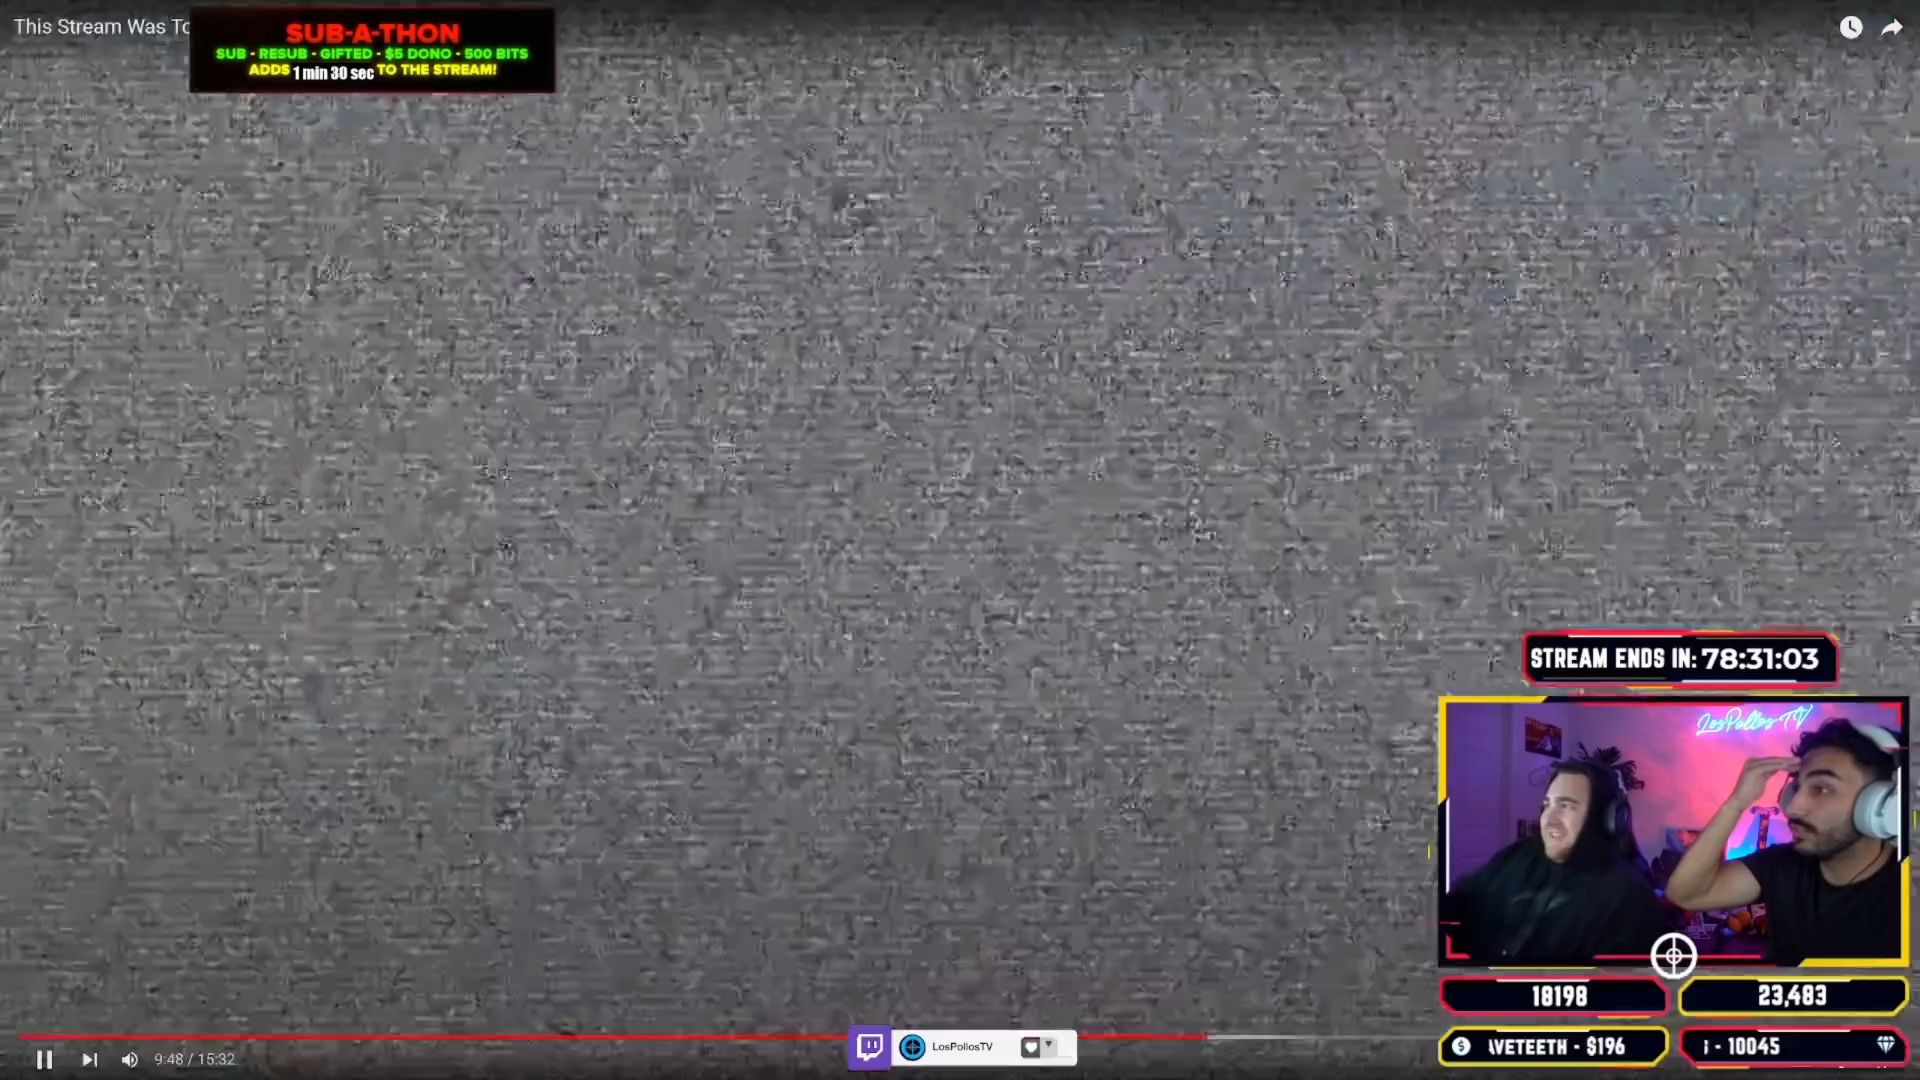 This Stream Was To
SUB-A-THON
SUB - RESUB - GIFTED - $5 DONO - 500 BITS
ADDS 1 min 30 sec TO THE STREAM!
STREAM ENDS IN: 78:31:03
LosPollosTV
18198
23,483
VETEETH - $196
- 10045
LosPollosTV
9:48 / 15:32